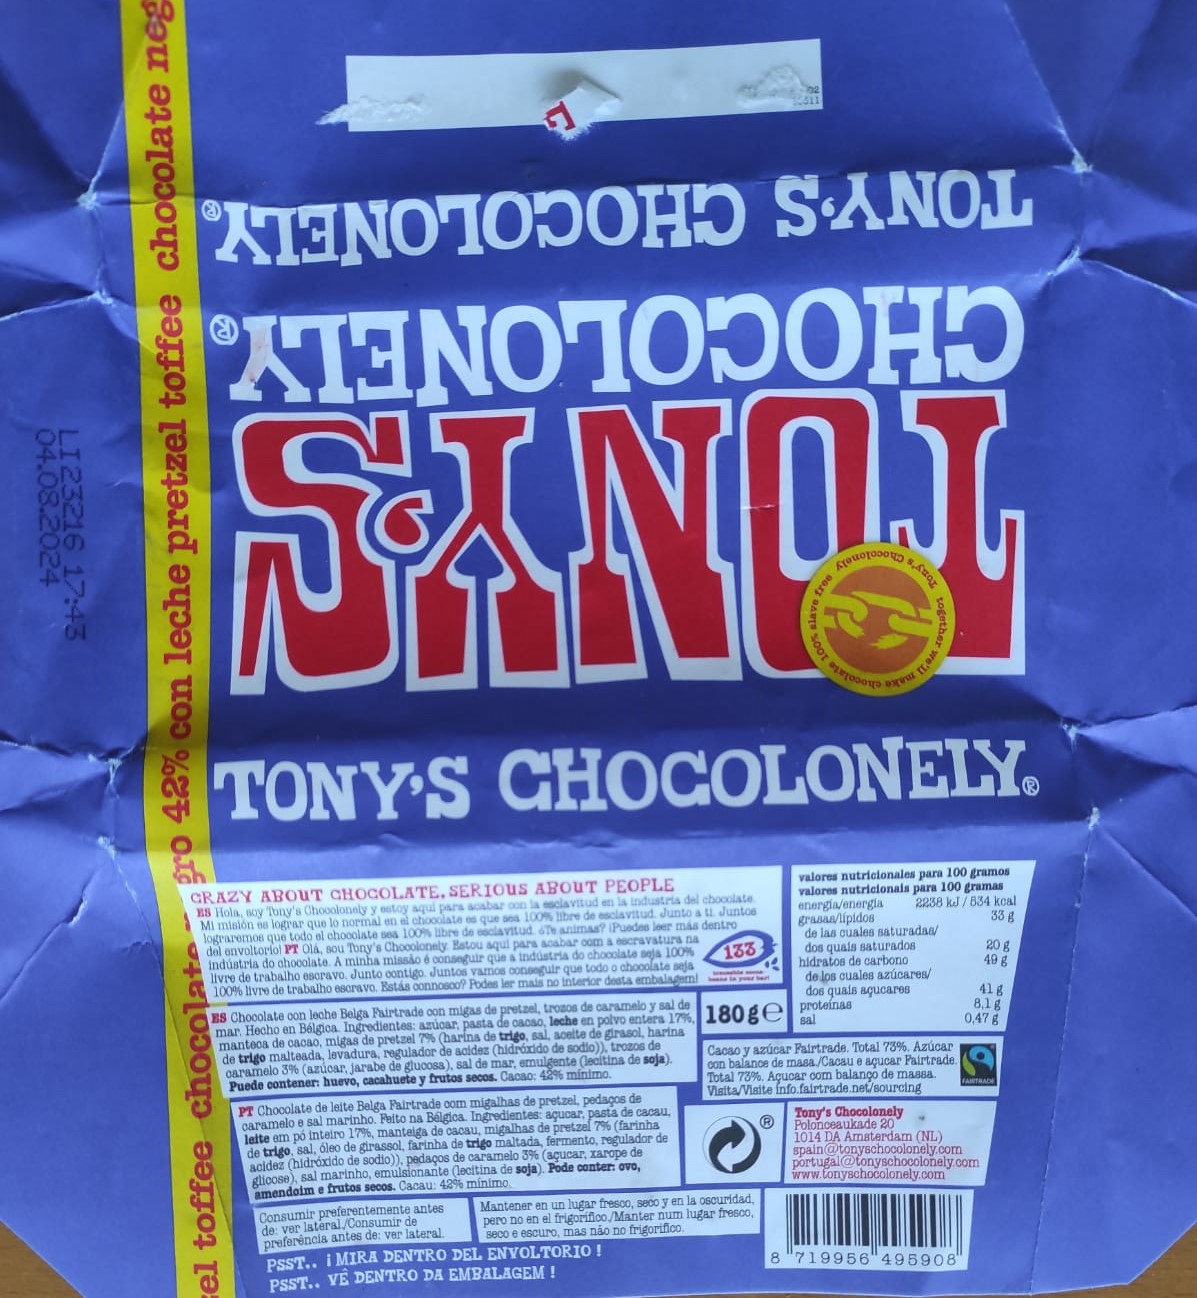 chocolate negro 42% con leche pretzel toffee chocolate neg
el toffee
TONY'S CHOCOLONELY®
CHOCOLONELY®
TONY'S
Tony's Chocolonely
together we'll make chocolate 100% slave free
TONY'S CHOCOLONELY®
LI23216 17:43
04.08.2024
CRAZY ABOUT CHOCOLATE, SERIOUS ABOUT PEOPLE
ES Hola, soy Tony's Chocolonely y estoy aquí para acabar con la esclavitud en la industria del chocolate.
Mi misión es lograr que lo normal en el chocolate es que sea 100% libre de esclavitud. Junto a ti. Juntos
lograremos que todo el chocolate sea 100% libre de esclavitud. ¿Te animas? ¡Puedes leer más dentro
del envoltorio! PT Olá, sou Tony's Chocolonely. Estou aqui para acabar com a escravatura na
indústria do chocolate. A minha missão é conseguir que a indústria do chocolate seja 100%
livre de trabalho escravo. Junto contigo. Juntos vamos conseguir que todo o chocolate seja
100% livre de trabalho escravo. Estás connosco? Podes ler mais no interior desta embalagem!
133
traceable cocoa
beans in your bar!
ES Chocolate con leche Belga Fairtrade con migas de pretzel, trozos de caramelo y sal de
mar. Hecho en Bélgica. Ingredientes: azúcar, pasta de cacao, leche en polvo entera 17%,
manteca de cacao, migas de pretzel 7% (harina de trigo, sal, aceite de girasol, harina
de trigo malteada, levadura, regulador de acidez (hidróxido de sodio)), trozos de
caramelo 3% (azúcar, jarabe de glucosa), sal de mar, emulgente (lecitina de soja).
Puede contener: huevo, cacahuete y frutos secos. Cacao: 42% mínimo.
PT Chocolate de leite Belga Fairtrade com migalhas de pretzel, pedaços de
caramelo e sal marinho. Feito na Bélgica. Ingredientes: açucar, pasta de cacau,
leite em pó inteiro 17%, manteiga de cacau, migalhas de pretzel 7% (farinha
de trigo, sal, óleo de girassol, farinha de trigo maltada, fermento, regulador de
acidez (hidróxido de sodio)), pedaços de caramelo 3% (açucar, xarope de
glicose), sal marinho, emulsionante (lecitina de soja). Pode conter: ovo,
amendoim e frutos secos. Cacau: 42% mínimo.
Consumir preferentemente antes
de: ver lateral./Consumir de
preferência antes de: ver lateral.
Mantener en un lugar fresco, seco y en la oscuridad,
pero no en el frigorifico./Manter num lugar fresco,
seco e escuro, mas não no frigorifico.
PSST.. ¡MIRA DENTRO DEL ENVOLTORIO!
PSST.. VÊ DENTRO DA EMBALAGEM!
valores nutricionales para 100 gramos
valores nutricionais para 100 gramas
energía/energia 2238 kJ / 534 kcal
grasas/lípidos 33 g
de las cuales saturadas/
dos quais saturados 20 g
hidratos de carbono 49 g
de los cuales azúcares/
dos quais açucares 41 g
proteínas 8,1 g
sal 0,47 g
180g e
Cacao y azúcar Fairtrade. Total 73%. Azúcar
con balance de masa./Cacau e açucar Fairtrade.
Total 73%. Açucar com balanço de massa.
Visita/Visite info.fairtrade.net/sourcing
FAIRTRADE
®
Tony's Chocolonely
Polonceaukade 20
1014 DA Amsterdam (NL)
spain@tonyschocolonely.com
portugal@tonyschocolonely.com
www.tonyschocolonely.com
8 719956 495908